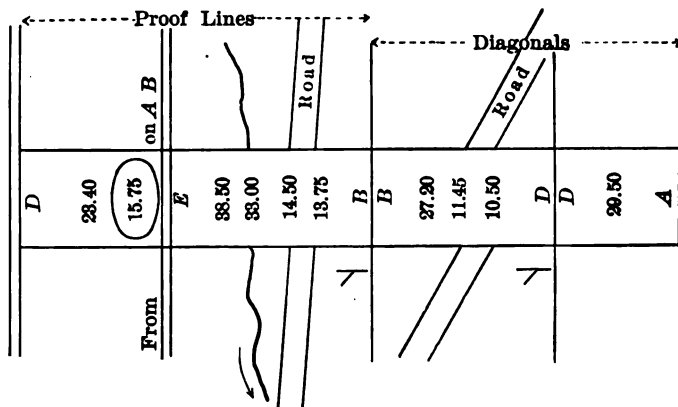 Proof Lines
Diagonals
Road
Road
on A B
D
23.40
15.75
E
38.50
33.00
14.50
13.75
B
B
27.20
11.45
10.50
D
D
29.50
A
From